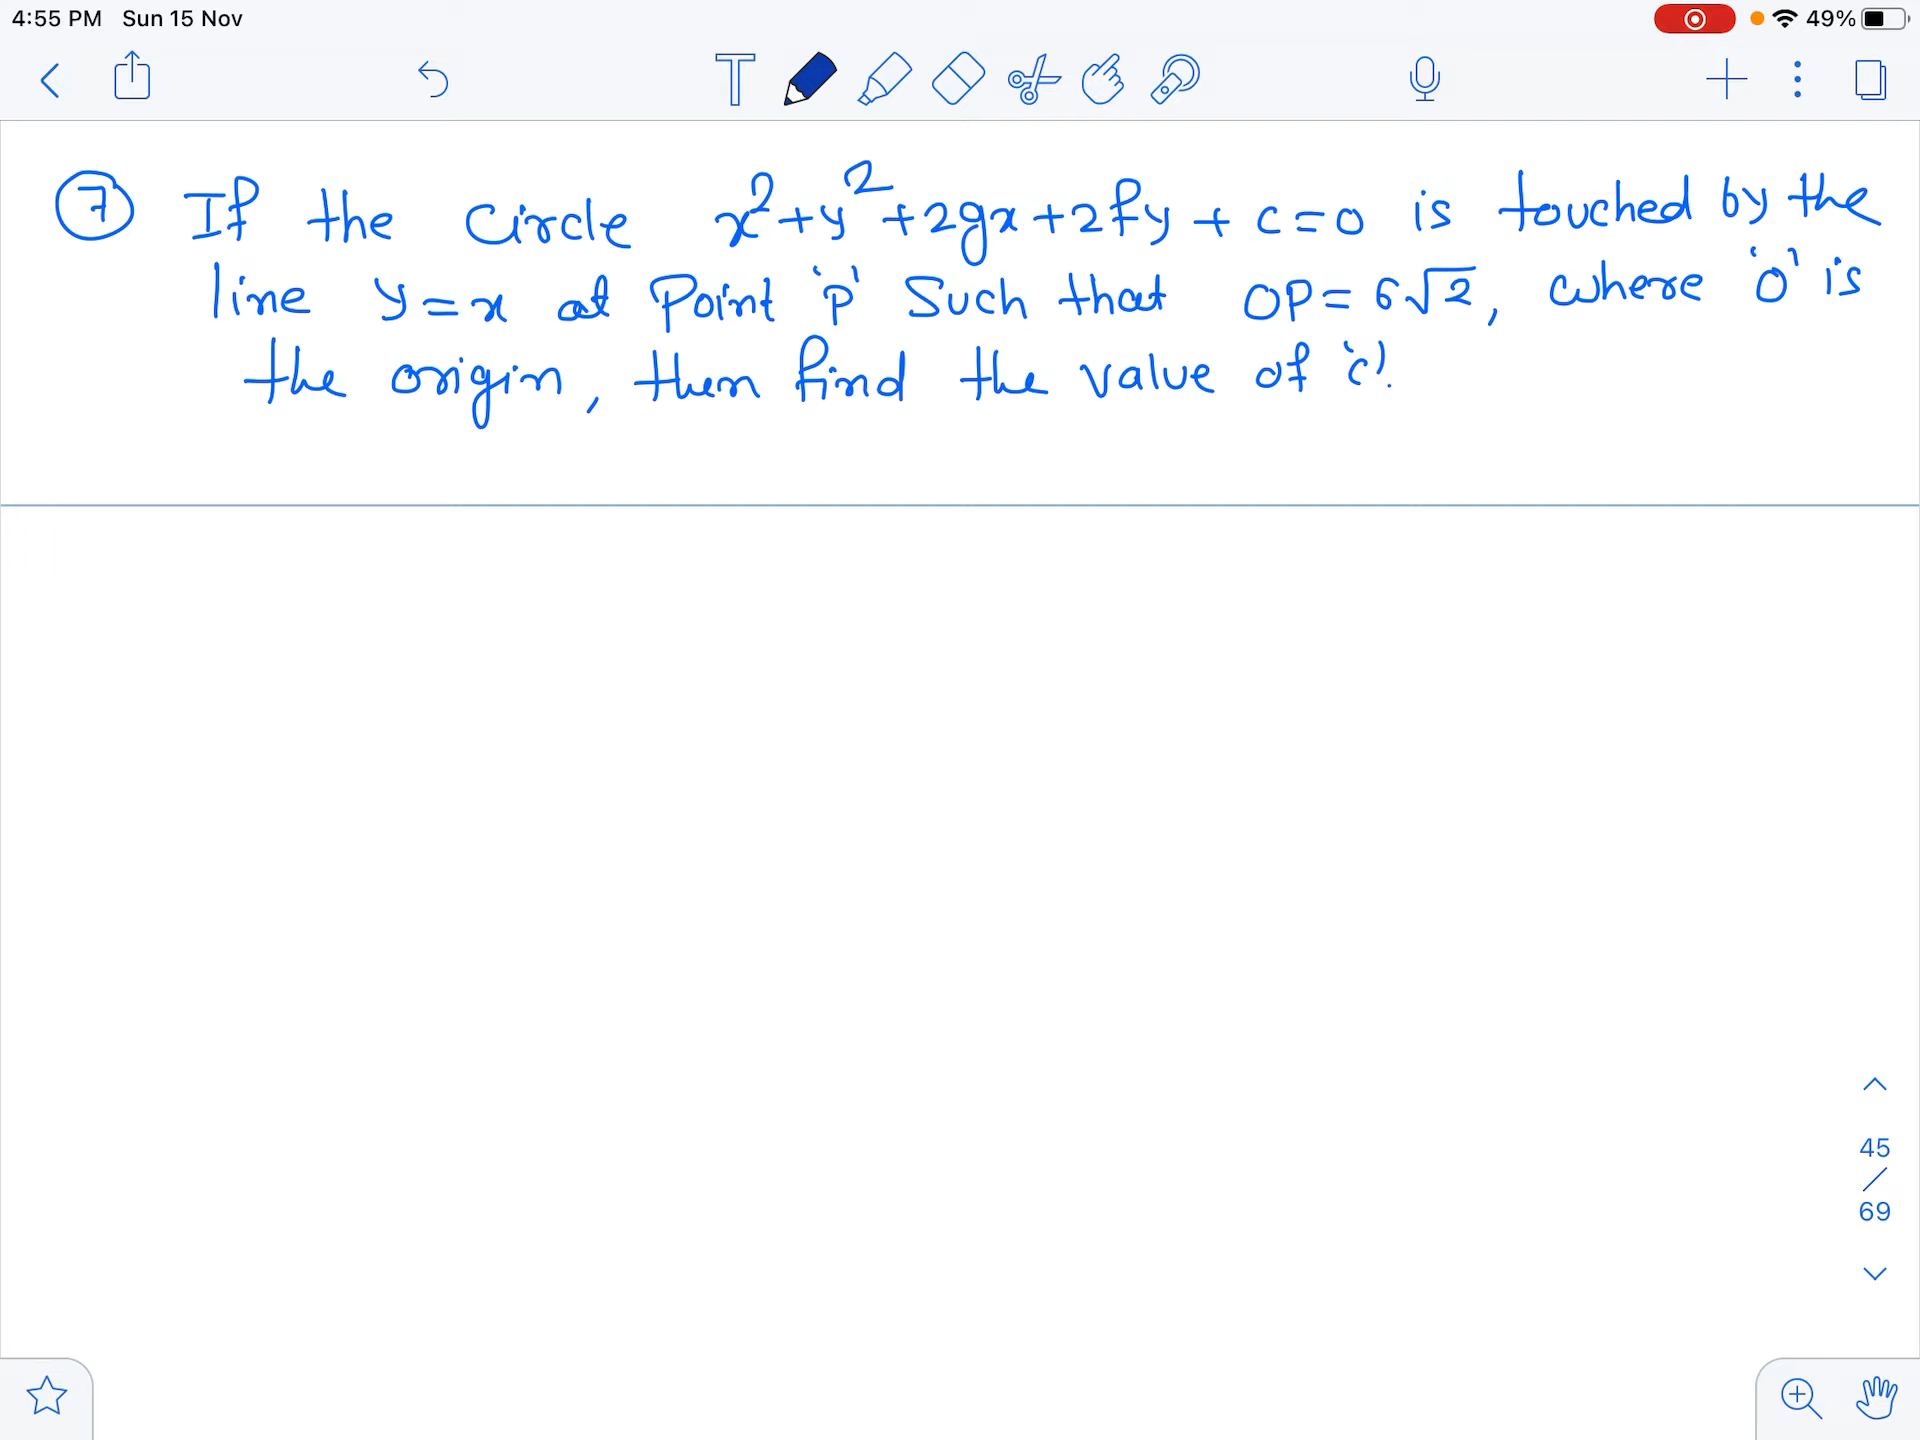 4:55 PM Sun 15 Nov
49%
T
7 If the circle x²+y²+2gx+2fy+c=0 is touched by the
line y=x at Point 'P' Such that OP=6√2, where 'O' is
the origin, then find the value of 'c'.
45
/
69